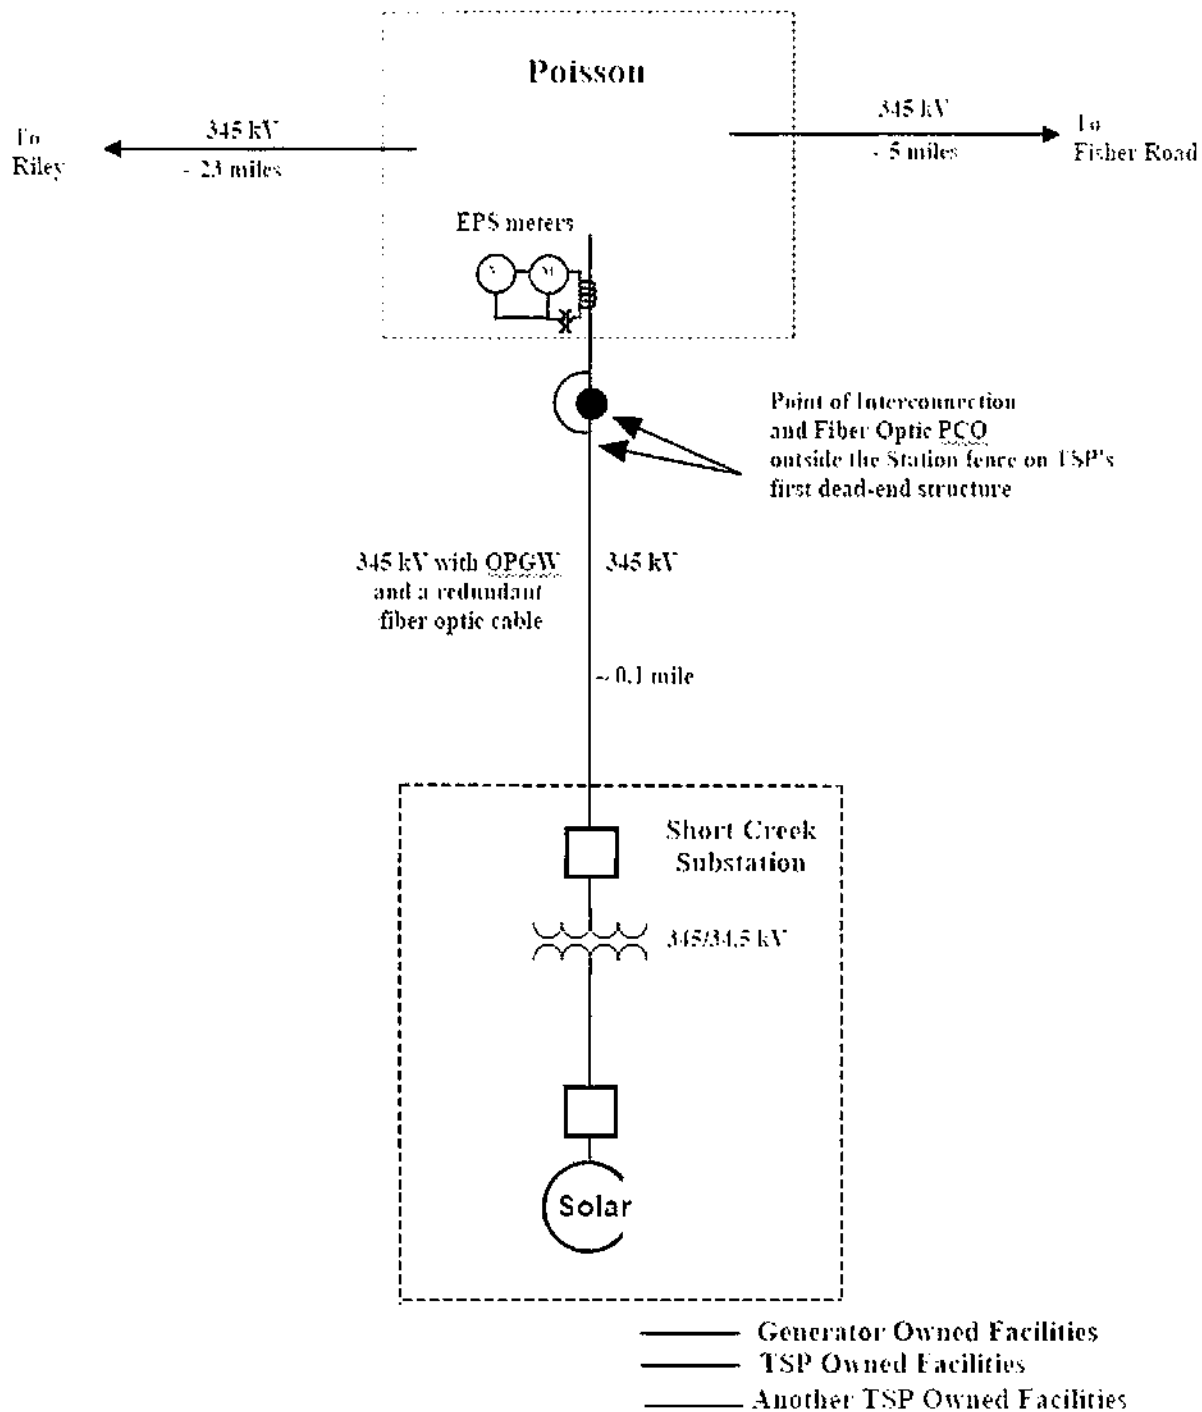 Poisson
To
Riley
345 kV
~ 23 miles
345 kV
~ 5 miles
To
Fisher Road
EPS meters
Point of Interconnection
and Fiber Optic PCO
outside the Station fence on TSP's
first dead-end structure
345 kV with OPGW
and a redundant
fiber optic cable
345 kV
~ 0.1 mile
Short Creek
Substation
345/34.5 kV
Solar
Generator Owned Facilities
TSP Owned Facilities
Another TSP Owned Facilities